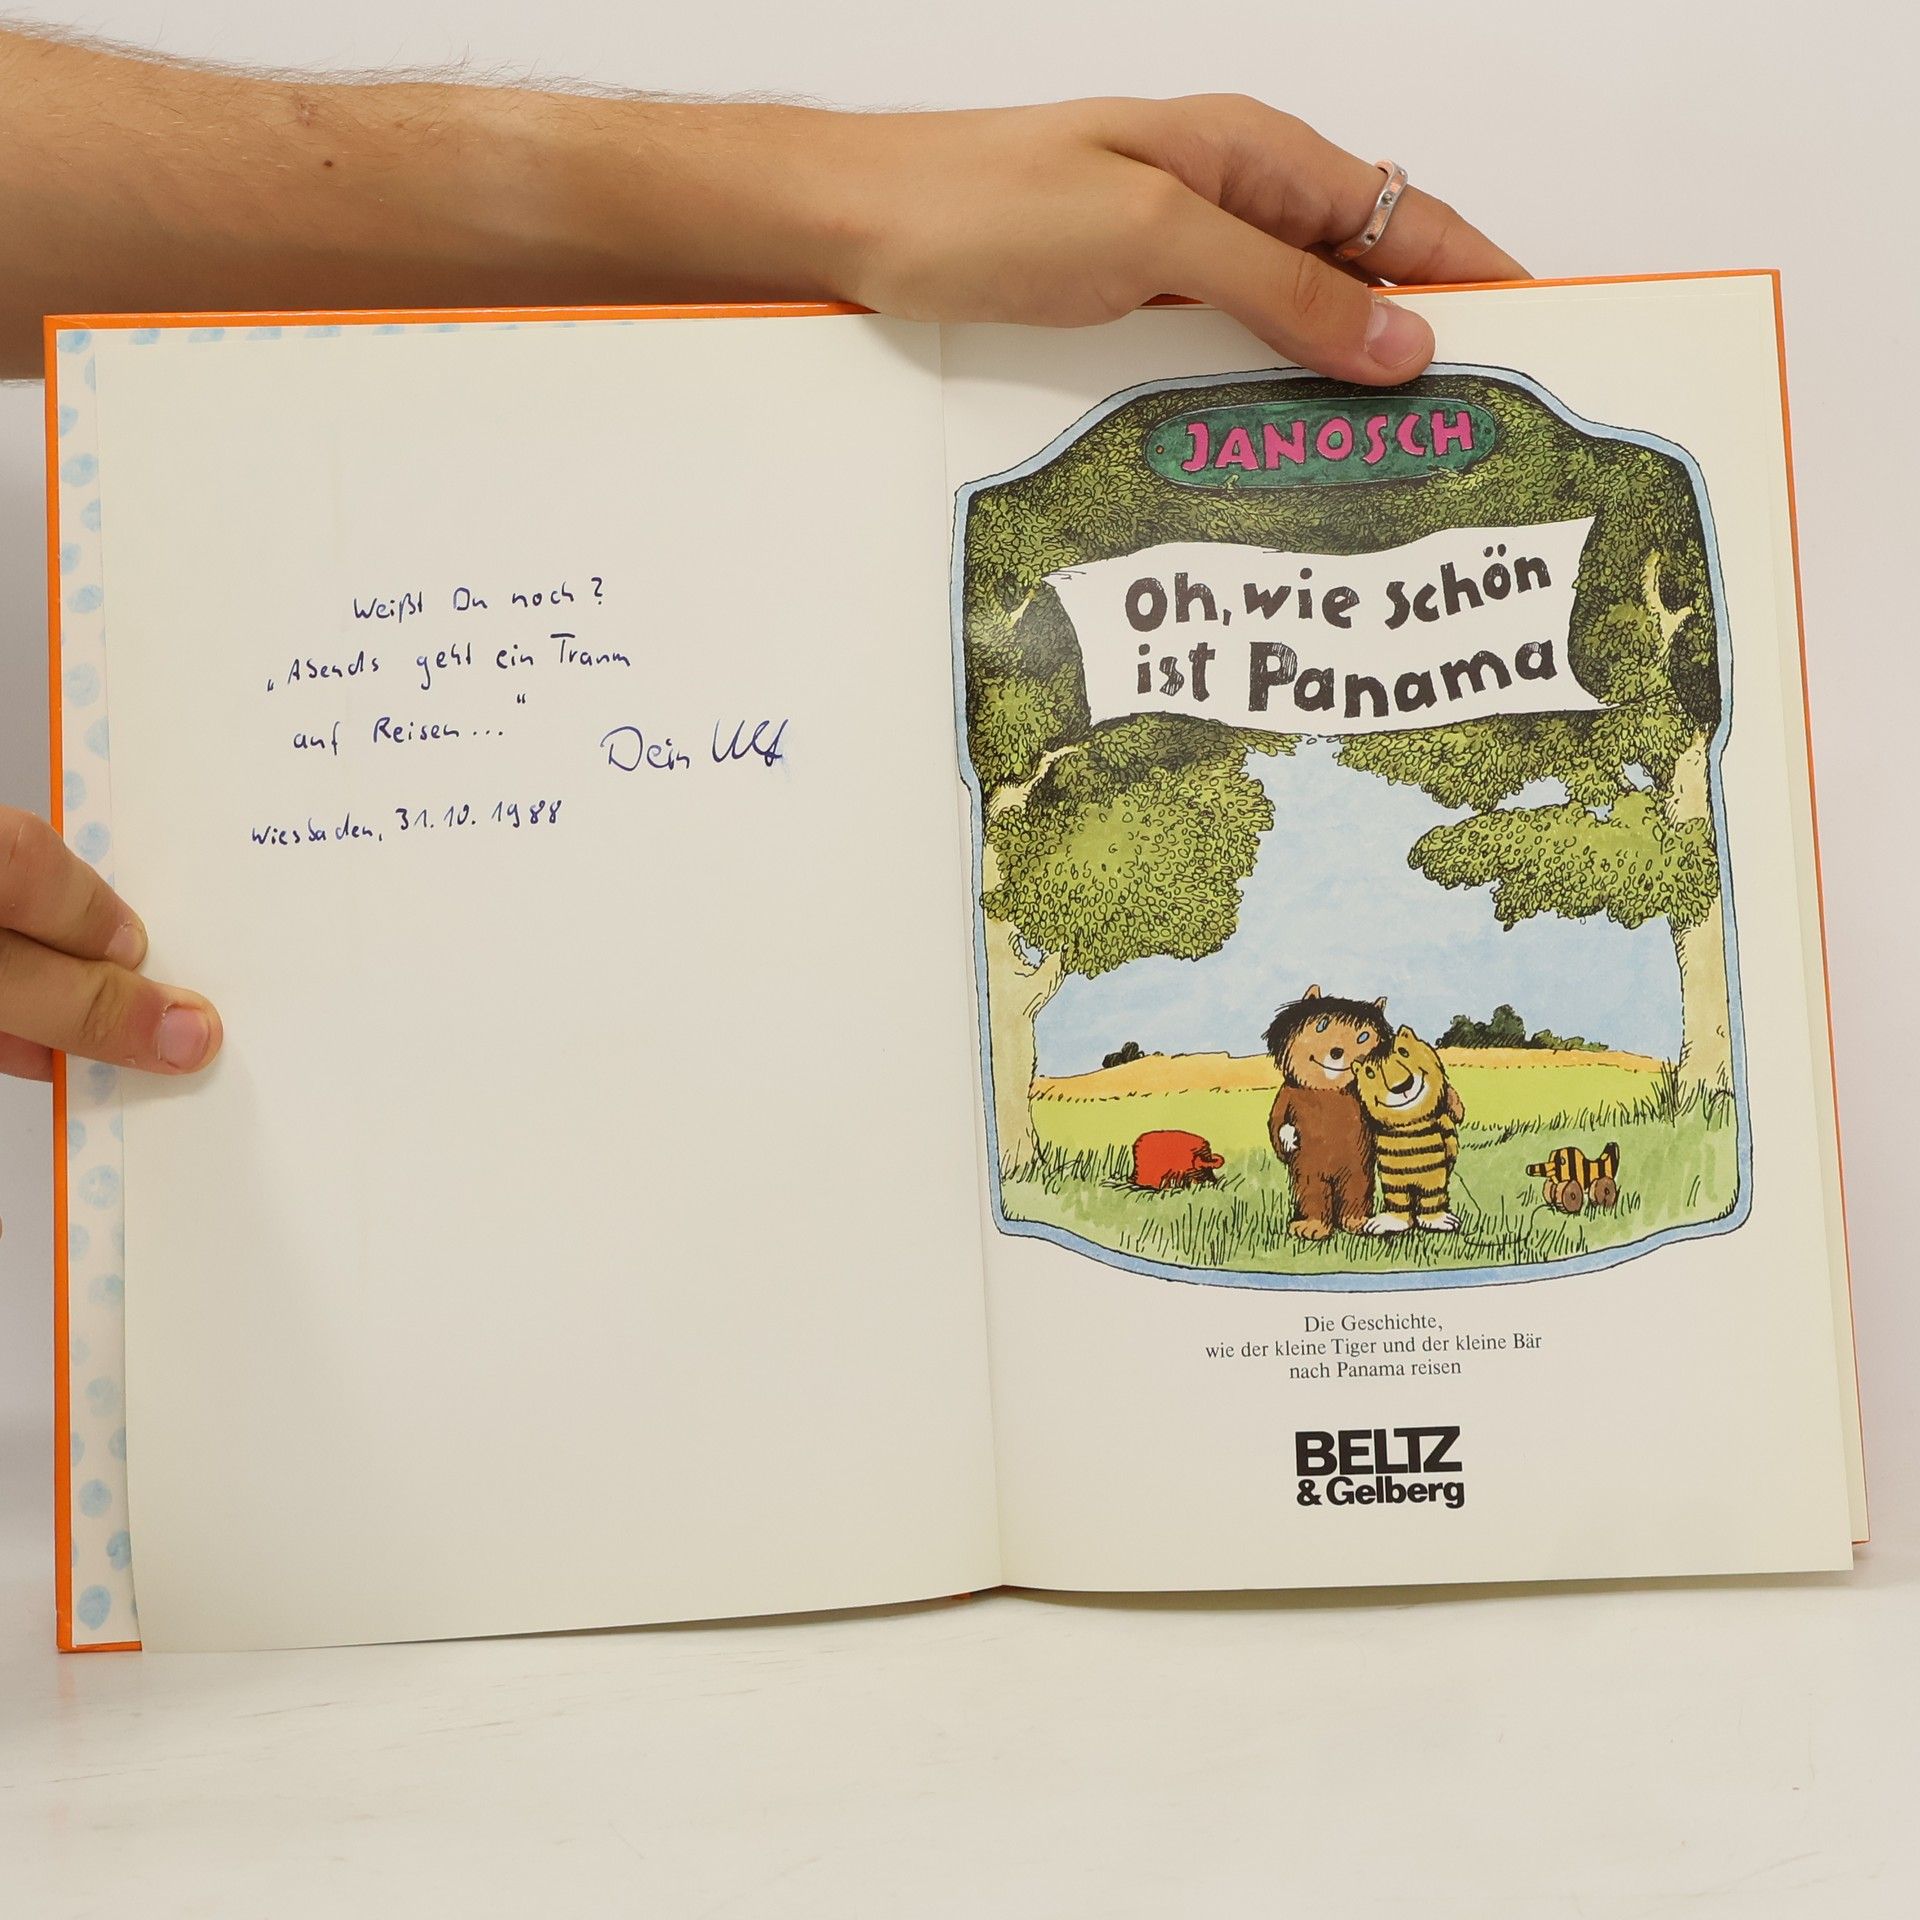 Weißt Du noch?
„Abends geht ein Traum
auf Reisen..."
Dein Ulf
Wiesbaden, 31.10.1988
JANOSCH
Oh, wie schön
ist Panama
Die Geschichte,
wie der kleine Tiger und der kleine Bär
nach Panama reisen
BELTZ
& Gelberg